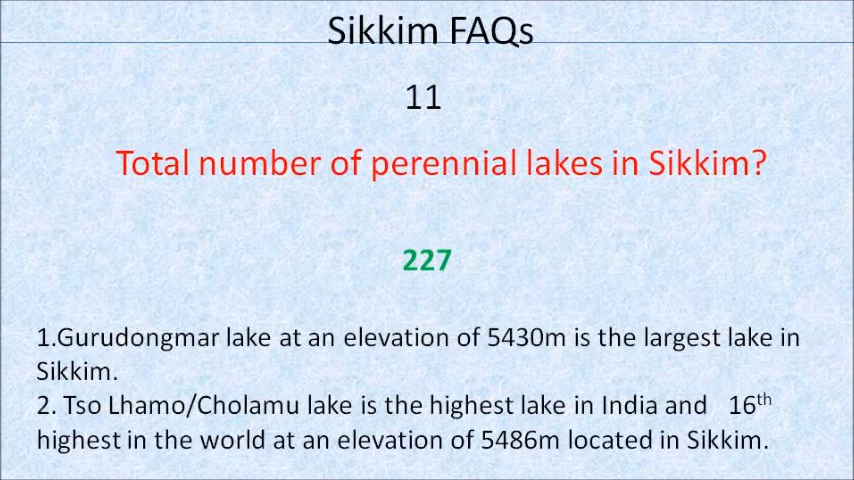 Sikkim FAQs
11
Total number of perennial lakes in Sikkim?
227
1.Gurudongmar lake at an elevation of 5430m is the largest lake in
Sikkim.
2. Tso Lhamo/Cholamu lake is the highest lake in India and 16th
highest in the world at an elevation of 5486m located in Sikkim.